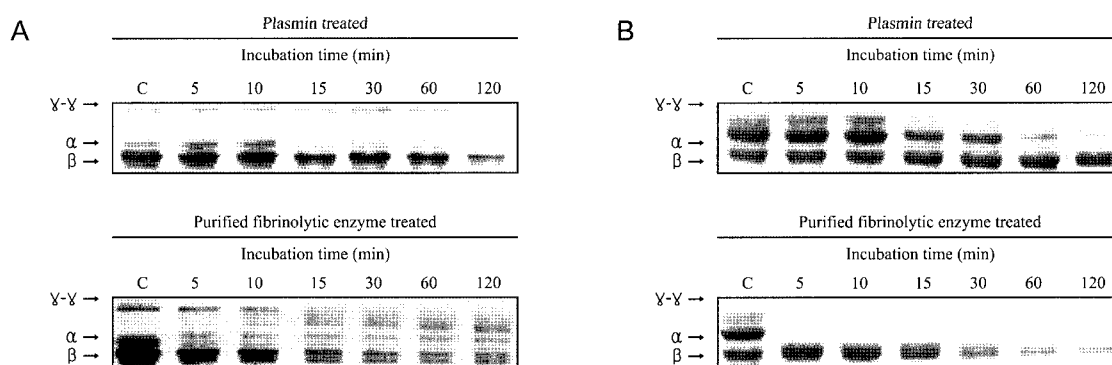 A
Plasmin treated
Incubation time (min)
C 5 10 15 30 60 120
ɣ-ɣ →
α →
β →
Purified fibrinolytic enzyme treated
Incubation time (min)
C 5 10 15 30 60 120
ɣ-ɣ →
α →
β →
B
Plasmin treated
Incubation time (min)
C 5 10 15 30 60 120
ɣ-ɣ →
α →
β →
Purified fibrinolytic enzyme treated
Incubation time (min)
C 5 10 15 30 60 120
ɣ-ɣ →
α →
β →